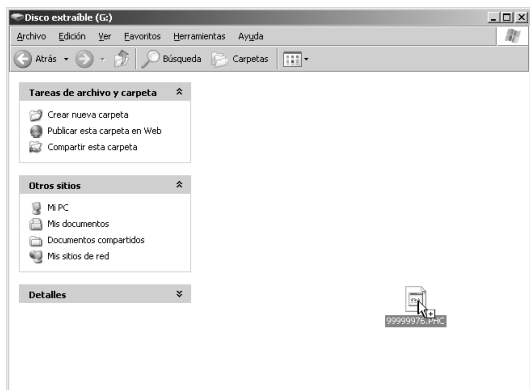 Disco extraíble (G:)
Archivo Edición Ver Favoritos Herramientas Ayuda
Atrás Búsqueda Carpetas
Tareas de archivo y carpeta
Crear nueva carpeta
Publicar esta carpeta en Web
Compartir esta carpeta
Otros sitios
Mi PC
Mis documentos
Documentos compartidos
Mis sitios de red
Detalles
99999976.PHC